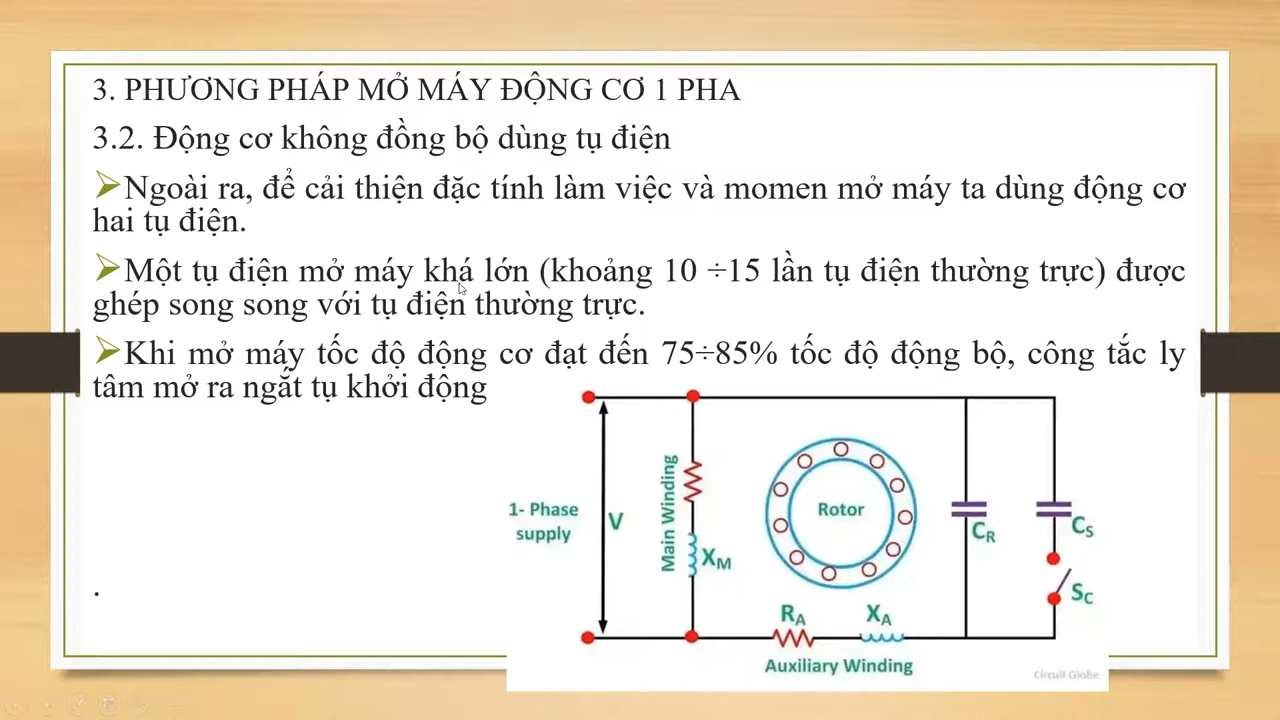 3. PHƯƠNG PHÁP MỞ MÁY ĐỘNG CƠ 1 PHA
3.2. Động cơ không đồng bộ dùng tụ điện
➢Ngoài ra, để cải thiện đặc tính làm việc và momen mở máy ta dùng động cơ
hai tụ điện.
➢Một tụ điện mở máy khá lớn (khoảng 10 ÷15 lần tụ điện thường trực) được
ghép song song với tụ điện thường trực.
➢Khi mở máy tốc độ động cơ đạt đến 75÷85% tốc độ động bộ, công tắc ly
tâm mở ra ngắt tụ khởi động
.
1- Phase
supply
V
Main Winding
XM
Rotor
CR
CS
SC
RA
XA
Auxiliary Winding
Circuit Globe